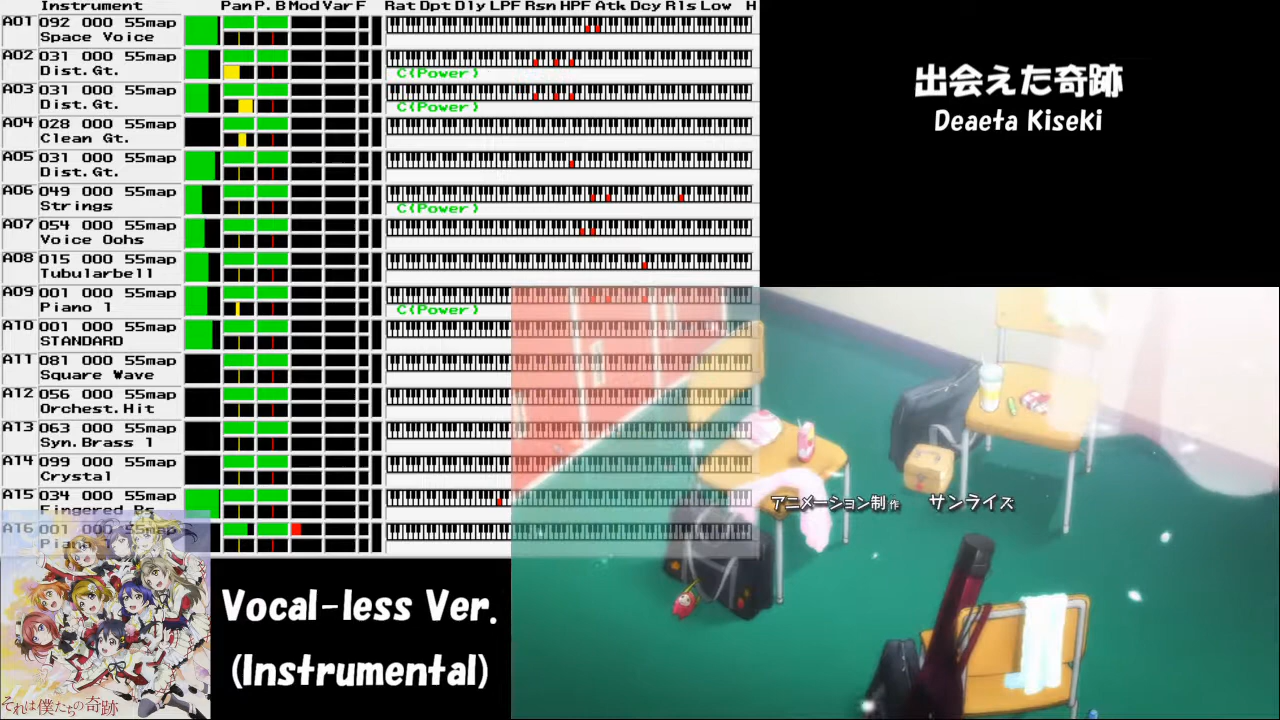 Instrument Pan P.B Mod Var F Rat Dpt Dly LPF Rsn HPF Atk Dcy Rls Low H
A01 092 000 55map
Space Voice
A02 031 000 55map
Dist.Gt.
C(Power)
A03 031 000 55map
Dist.Gt.
C(Power)
A04 028 000 55map
Clean Gt.
A05 031 000 55map
Dist.Gt.
A06 049 000 55map
Strings
C(Power)
A07 054 000 55map
Voice Oohs
A08 015 000 55map
Tubularbell
A09 001 000 55map
Piano 1
C(Power)
A10 001 000 55map
STANDARD
A11 081 000 55map
Square Wave
A12 056 000 55map
Orchest.Hit
A13 063 000 55map
Syn.Brass 1
A14 099 000 55map
Crystal
A15 034 000 55map
Fingered Bs
A16 001 000 55map
Piano 1
出会えた奇跡
Deaeta Kiseki
アニメーション制作 サンライズ
それは僕たちの奇跡
Vocal-less Ver.
(Instrumental)